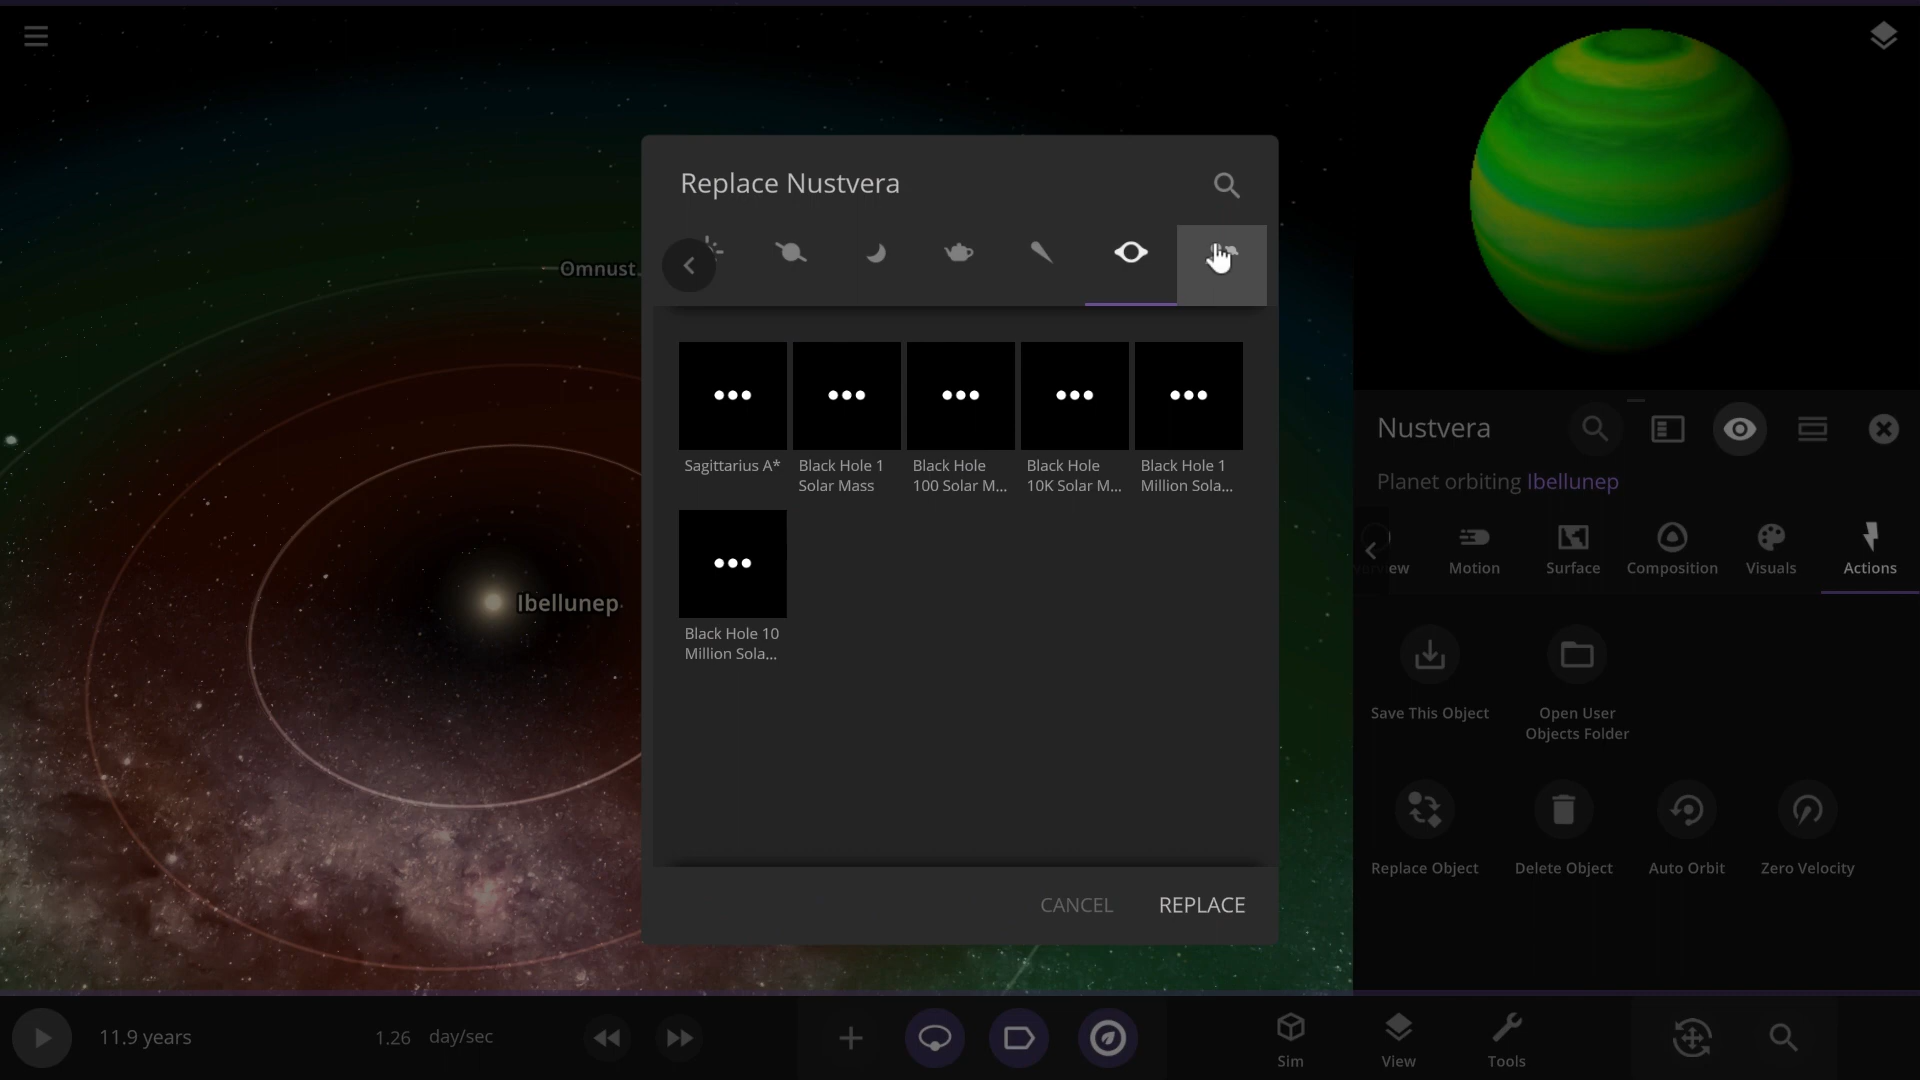 Replace Nustvera
Omnust
Ibellunep
Sagittarius A*
Black Hole 1
Solar Mass
Black Hole
100 Solar M...
Black Hole
10K Solar M...
Black Hole 1
Million Sola...
Black Hole 10
Million Sola...
CANCEL
REPLACE
Nustvera
Planet orbiting Ibellunep
ew
Motion
Surface
Composition
Visuals
Actions
Save This Object
Open User
Objects Folder
Replace Object
Delete Object
Auto Orbit
Zero Velocity
11.9 years
1.26 day/sec
Sim
View
Tools